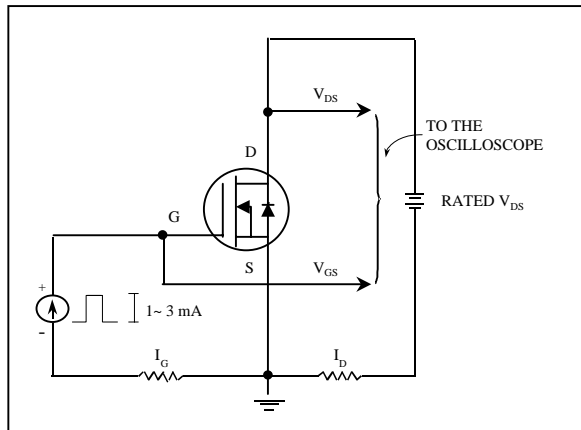 V_DS
TO THE
OSCILLOSCOPE
D
RATED V_DS
G
S
V_GS
+
-
1~ 3 mA
I_G
I_D